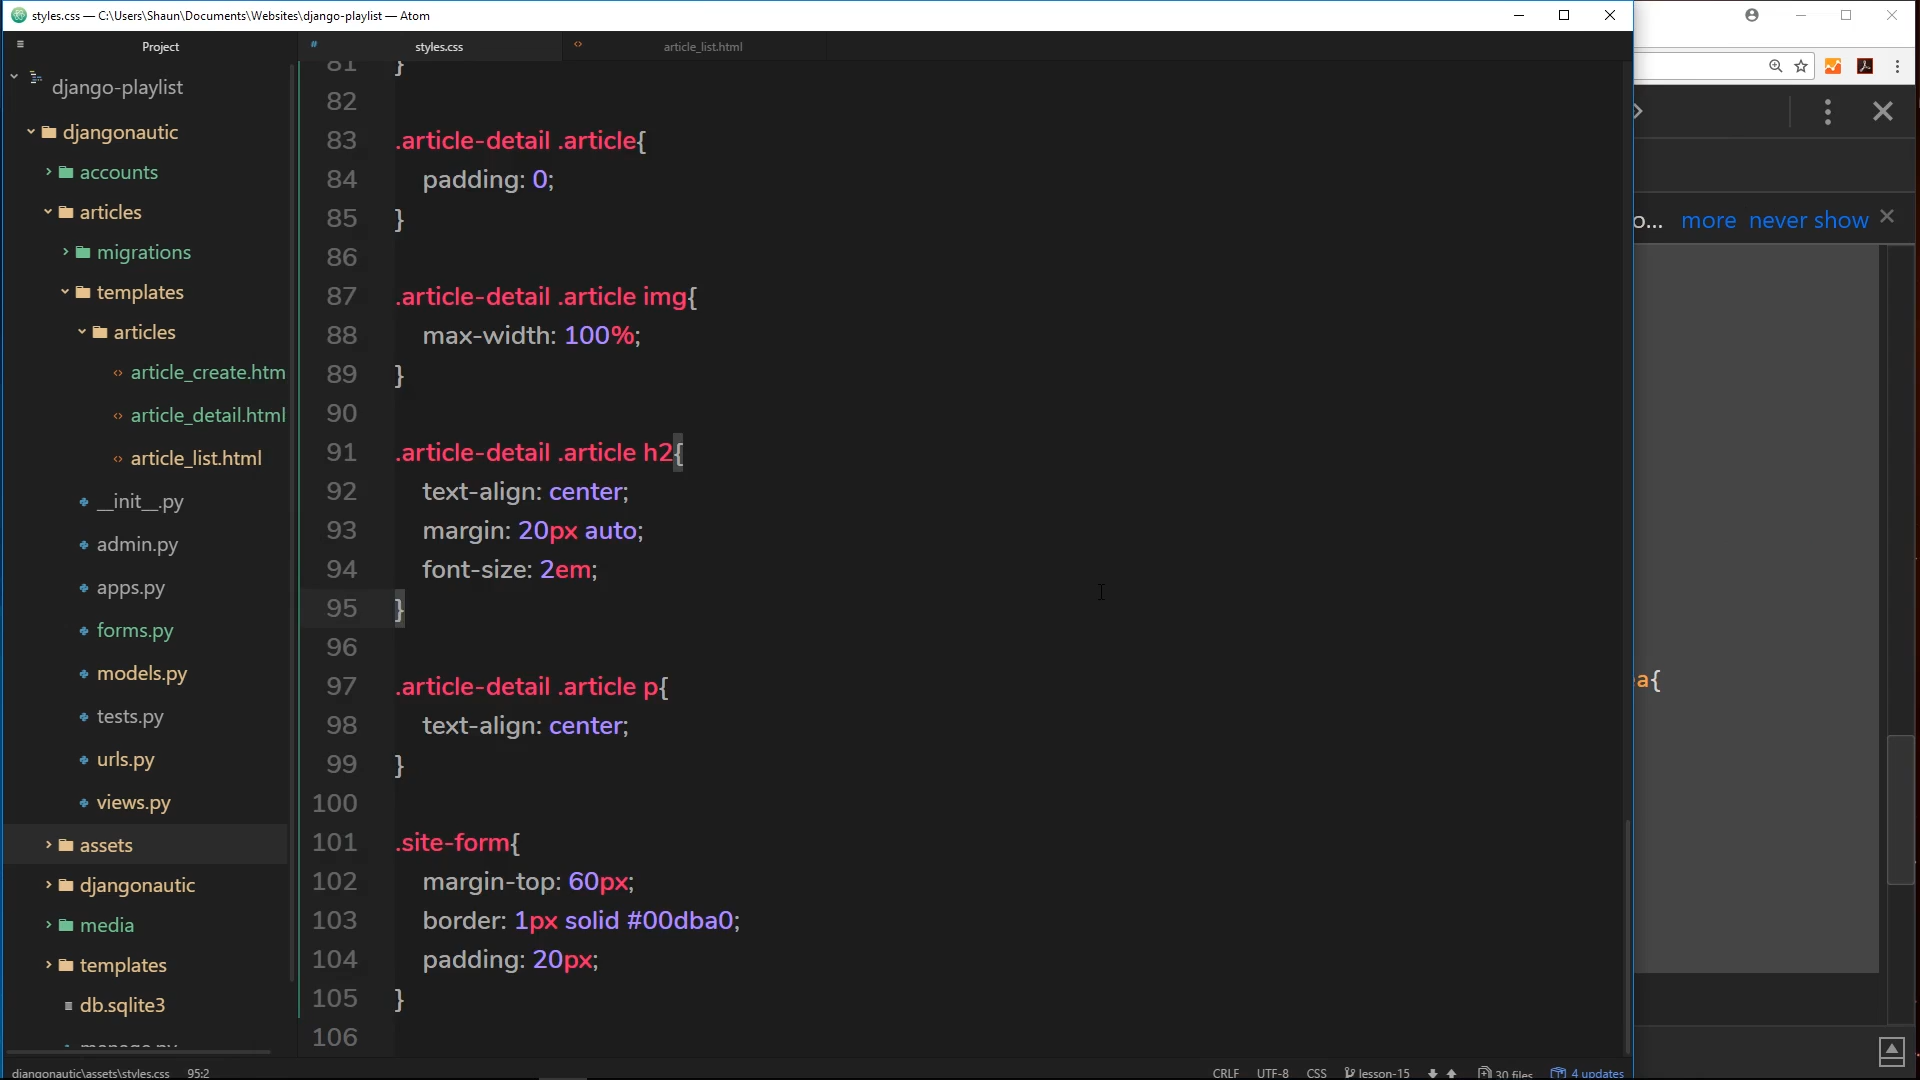 styles.css — C:\Users\Shaun\Documents\Websites\django-playlist — Atom
Project
styles.css
article_list.html
django-playlist
djangonautic
accounts
articles
migrations
templates
articles
article_create.htm
article_detail.html
article_list.html
__init__.py
admin.py
apps.py
forms.py
models.py
tests.py
urls.py
views.py
assets
djangonautic
media
templates
db.sqlite3
manage.py
81 }
82
83 .article-detail .article{
84 padding: 0;
85 }
86
87 .article-detail .article img{
88 max-width: 100%;
89 }
90
91 .article-detail .article h2{
92 text-align: center;
93 margin: 20px auto;
94 font-size: 2em;
95 }
96
97 .article-detail .article p{
98 text-align: center;
99 }
100
101 .site-form{
102 margin-top: 60px;
103 border: 1px solid #00dba0;
104 padding: 20px;
105 }
106
o... more never show
a{
djangonautic\assets\styles.css 95:2
CRLF UTF-8 CSS lesson-15 30 files 4 updates